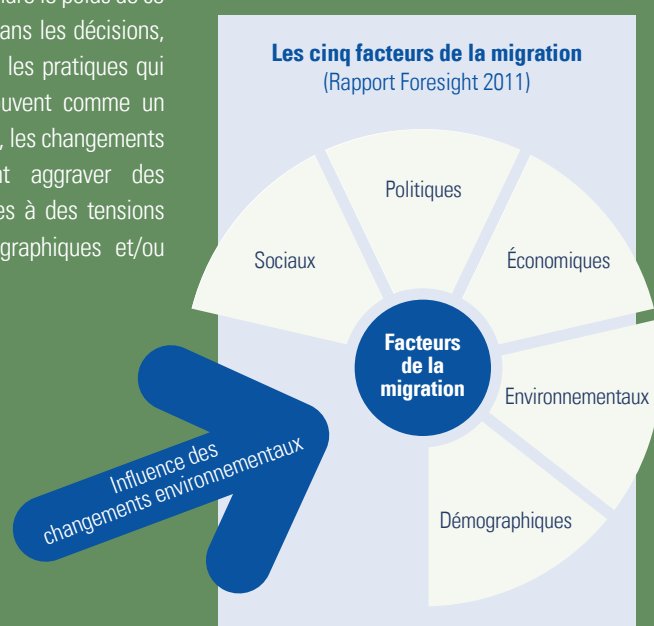 ans les décisions,
les pratiques qui
comme un
, les changements
aggraver des
es à des tensions
graphiques et/ou
Les cinq facteurs de la migration
(Rapport Foresight 2011)
Politiques
Sociaux
Économiques
Facteurs
de la
migration
Environnementaux
Démographiques
Influence des
changements environnementaux